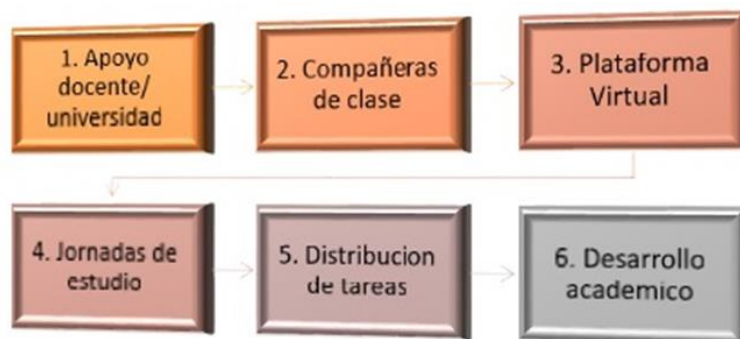 1. Apoyo
docente/
universidad
2. Compañeras
de clase
3. Plataforma
Virtual
4. Jornadas de
estudio
5. Distribucion
de tareas
6. Desarrollo
academico